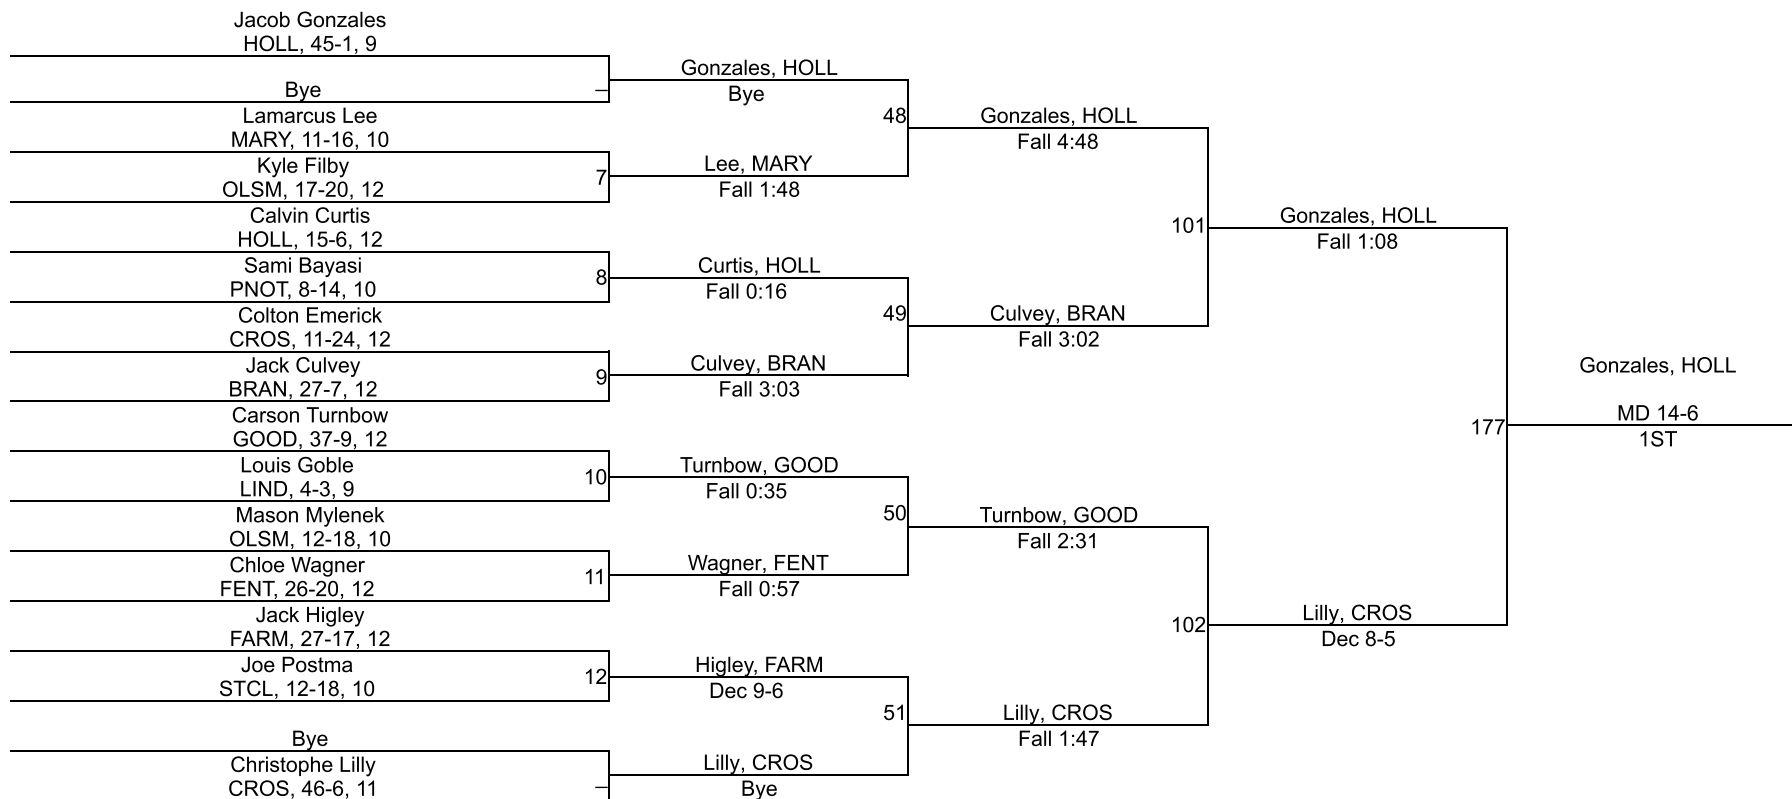 Jacob Gonzales
HOLL, 45-1, 9
Bye
Lamarcus Lee
MARY, 11-16, 10
Kyle Filby
OLSM, 17-20, 12
Calvin Curtis
HOLL, 15-6, 12
Sami Bayasi
PNOT, 8-14, 10
Colton Emerick
CROS, 11-24, 12
Jack Culvey
BRAN, 27-7, 12
Carson Turnbow
GOOD, 37-9, 12
Louis Goble
LIND, 4-3, 9
Mason Mylenek
OLSM, 12-18, 10
Chloe Wagner
FENT, 26-20, 12
Jack Higley
FARM, 27-17, 12
Joe Postma
STCL, 12-18, 10
Bye
Christophe Lilly
CROS, 46-6, 11
–
7
8
9
10
11
12
–
Gonzales, HOLL
Bye
Lee, MARY
Fall 1:48
Curtis, HOLL
Fall 0:16
Culvey, BRAN
Fall 3:03
Turnbow, GOOD
Fall 0:35
Wagner, FENT
Fall 0:57
Higley, FARM
Dec 9-6
Lilly, CROS
Bye
48
49
50
51
Gonzales, HOLL
Fall 4:48
Culvey, BRAN
Fall 3:02
Turnbow, GOOD
Fall 2:31
Lilly, CROS
Fall 1:47
101
102
Gonzales, HOLL
Fall 1:08
Lilly, CROS
Dec 8-5
177
Gonzales, HOLL
MD 14-6
1ST